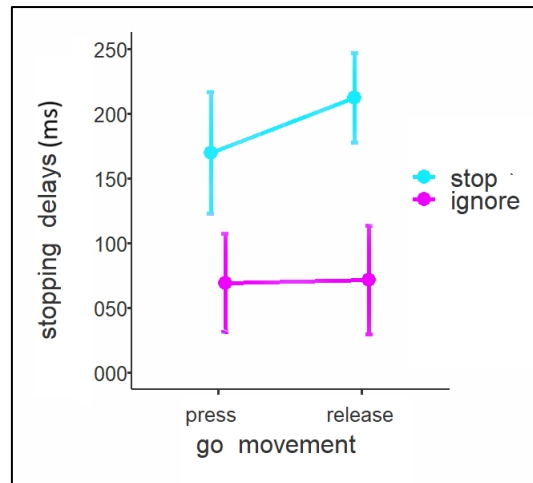 250
200
150
100
050
000
stopping delays (ms)
press release
go movement
stop
ignore